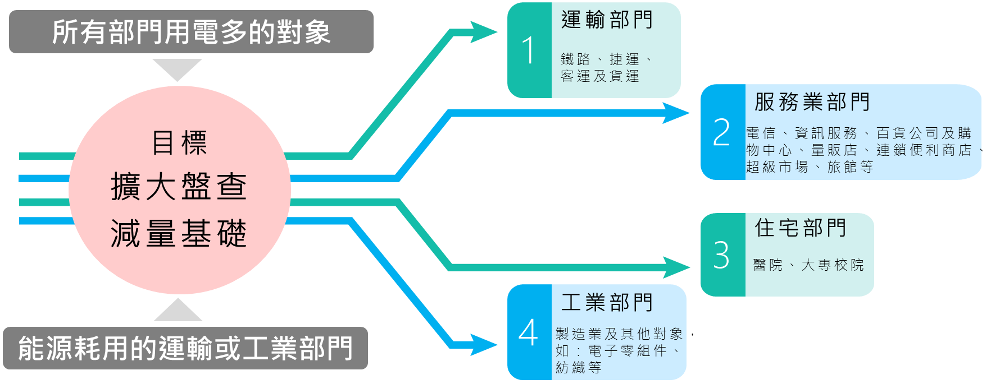 所有部門用電多的對象
目標
擴大盤查
減量基礎
能源耗用的運輸或工業部門
1
運輸部門
鐵路、捷運、
客運及貨運
2
服務業部門
電信、資訊服務、百貨公司及購
物中心、量販店、連鎖便利商店、
超級市場、旅館等
3
住宅部門
醫院、大專校院
4
工業部門
製造業及其他對象，
如：電子零組件、
紡織等